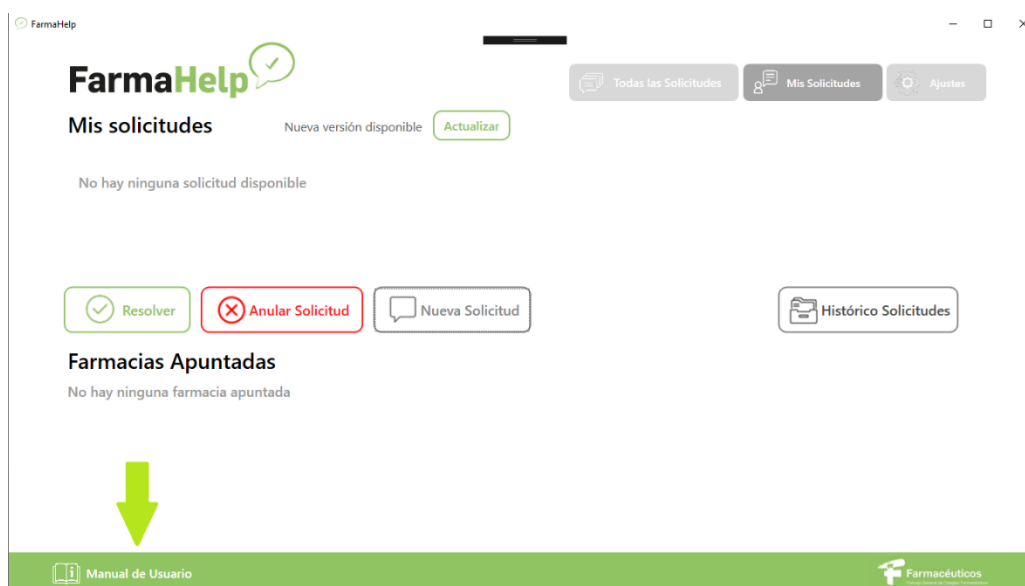 FarmaHelp
FarmaHelp
Todas las Solicitudes
Mis Solicitudes
Ajustes
Mis solicitudes
Nueva versión disponible
Actualizar
No hay ninguna solicitud disponible
Resolver
Anular Solicitud
Nueva Solicitud
Histórico Solicitudes
Farmacias Apuntadas
No hay ninguna farmacia apuntada
i Manual de Usuario
Farmacéuticos